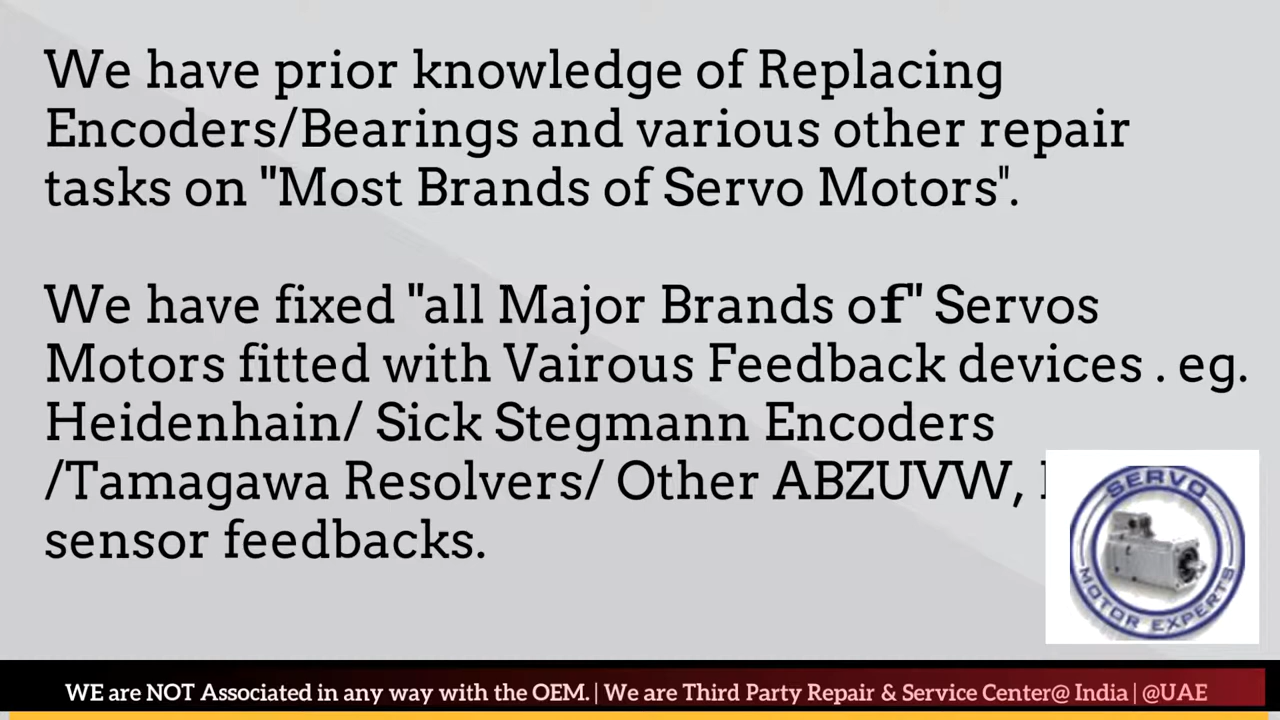 We have prior knowledge of Replacing
Encoders/Bearings and various other repair
tasks on "Most Brands of Servo Motors".
We have fixed "all Major Brands of" Servos
Motors fitted with Vairous Feedback devices . eg.
Heidenhain/ Sick Stegmann Encoders
/Tamagawa Resolvers/ Other ABZUVW,
sensor feedbacks.
SERVO
MOTOR EXPERTS
WE are NOT Associated in any way with the OEM. | We are Third Party Repair & Service Center@ India | @UAE